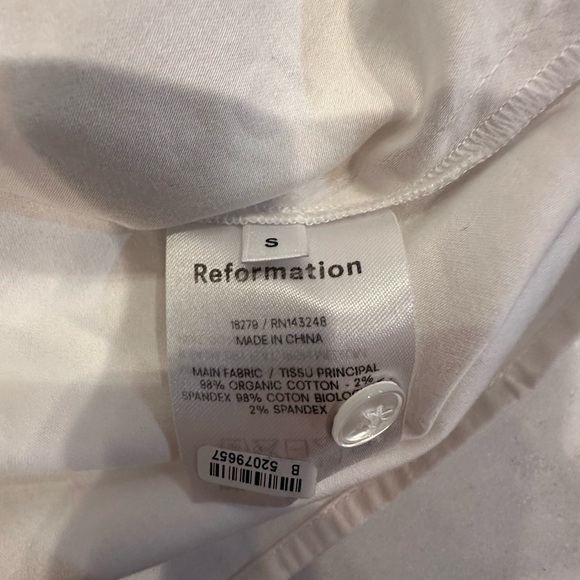 S
Reformation
18279 / RN143248
MADE IN CHINA
MAIN FABRIC / TISSU PRINCIPAL
98% ORGANIC COTTON - 2%
SPANDEX 98% COTON BIOLO
2% SPANDEX
B 52079657